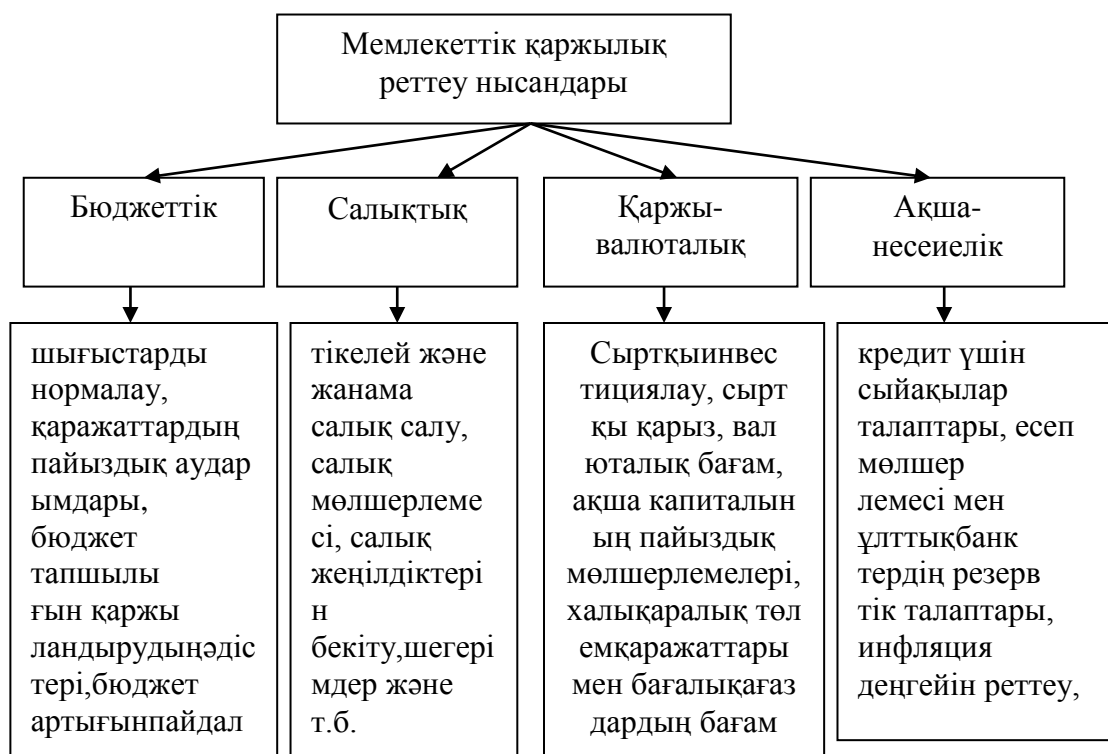 Мемлекеттік қаржылық
реттеу нысандары
Бюджеттік
Салықтық
Қаржы-
валюталық
Ақша-
несеиелік
шығыстарды
нормалау,
қаражаттардың
пайыздық аудар
ымдары,
бюджет
тапшылы
ғын қаржы
ландырудыңәдіс
тері,бюджет
артығынпайдал
тікелей және
жанама
салық салу,
салық
мөлшерлеме
сі, салық
жеңілдіктері
н
бекіту,шегері
мдер және
т.б.
Сыртқыинвес
тициялау, сырт
қы қарыз, вал
юталық бағам,
ақша капиталын
ың пайыздық
мөлшерлемелері,
халықаралық төл
емқаражаттары
мен бағалықағаз
дардың бағам
кредит үшін
сыйақылар
талаптары, есеп
мөлшер
лемесі мен
ұлттықбанк
тердің резерв
тік талаптары,
инфляция
деңгейін реттеу,